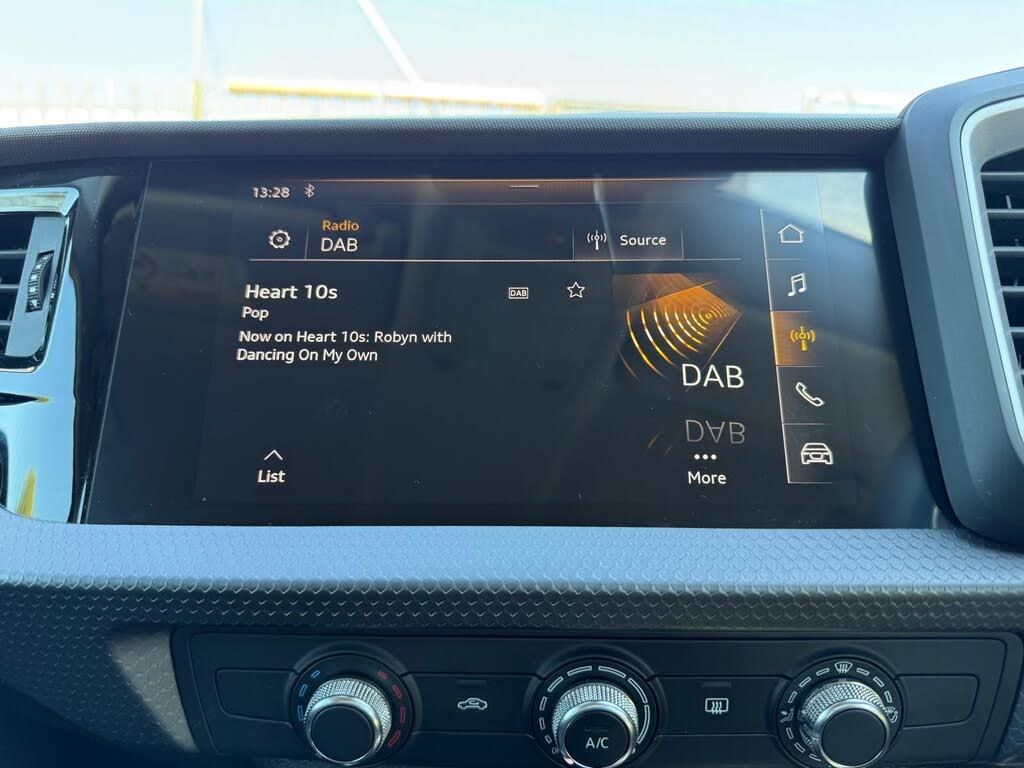 13:28
Radio
DAB
Source
Heart 10s
DAB
Pop
Now on Heart 10s: Robyn with
Dancing On My Own
DAB
List
More
A/C